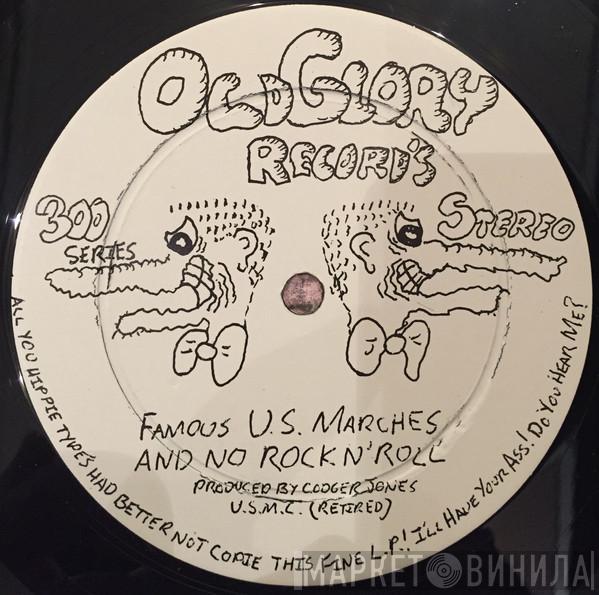 OLD GLORY
RECORD'S
300
SERIES
STEREO
FAMOUS U.S. MARCHES
AND NO ROCK N' ROLL
PRODUCED BY CODGER JONES
U.S.M.C. (RETIRED)
ALL YOU HIPPIE TYPE'S HAD BETTER NOT COPIE THIS FINE L.P.! I'LL HAVE YOUR ASS! DO YOU HEAR ME?
МАРКЕТ ВИНИЛА